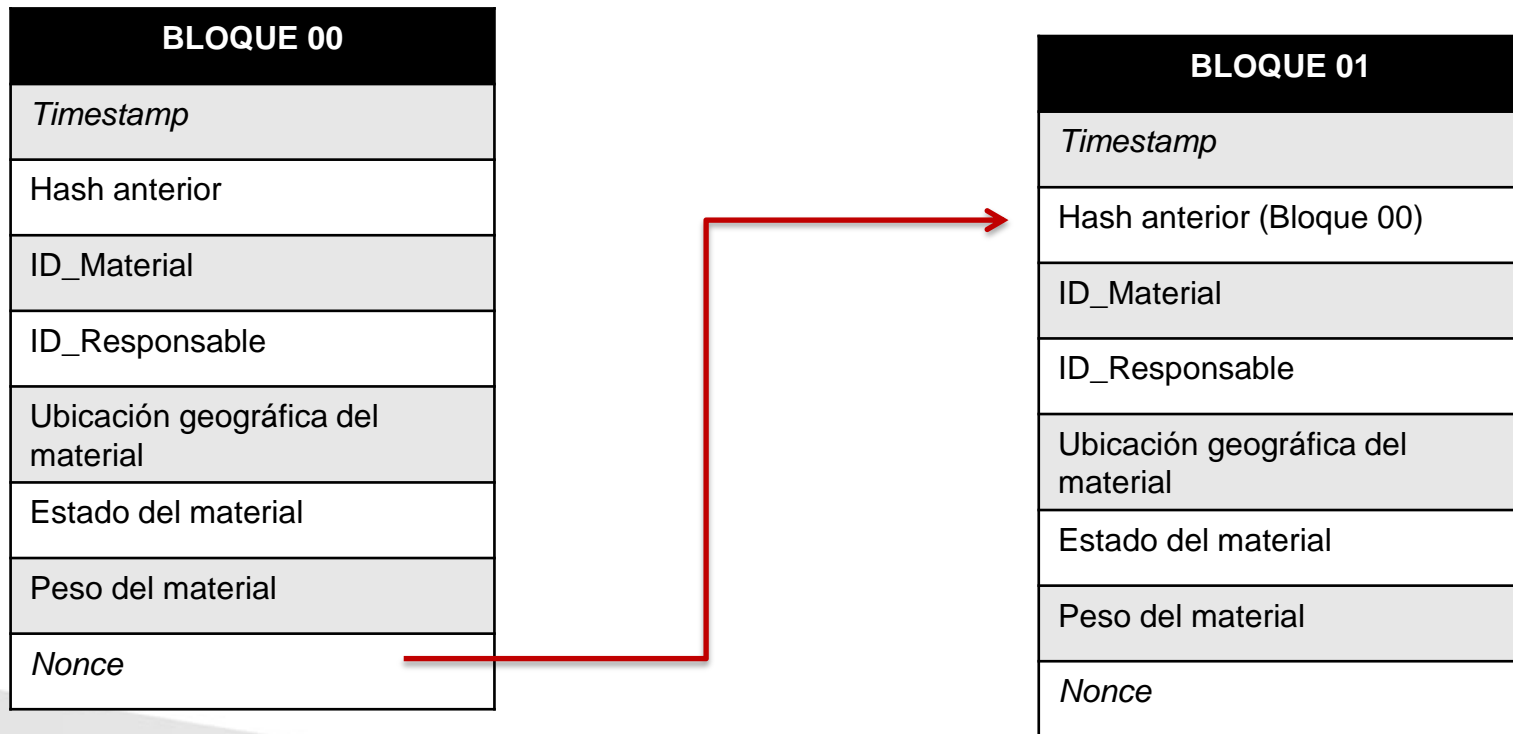 BLOQUE 00
Timestamp
Hash anterior
ID_Material
ID_Responsable
Ubicación geográfica del
material
Estado del material
Peso del material
Nonce
BLOQUE 01
Timestamp
Hash anterior (Bloque 00)
ID_Material
ID_Responsable
Ubicación geográfica del
material
Estado del material
Peso del material
Nonce